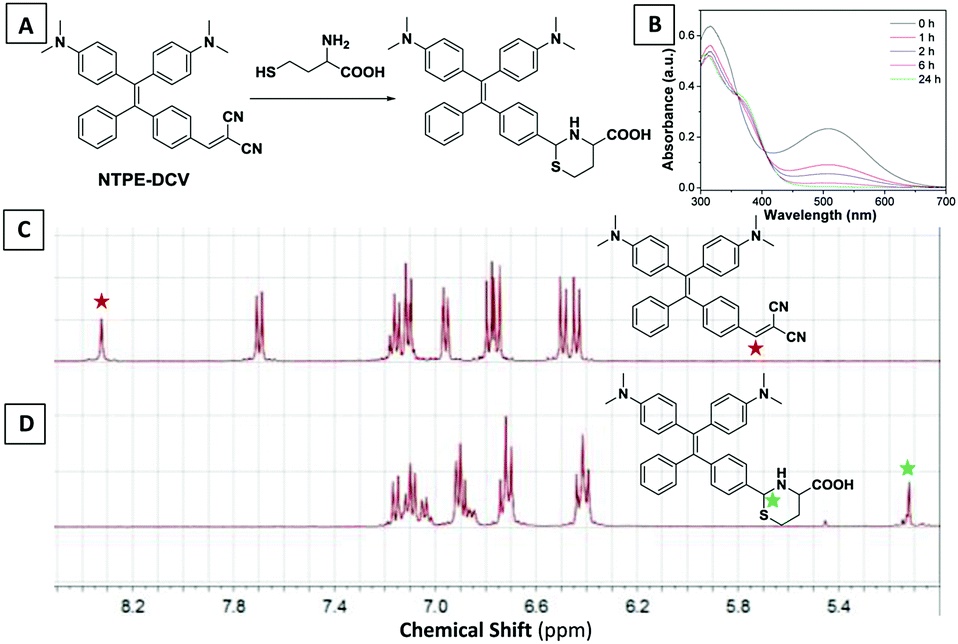 A
N
N
NH2
HS
COOH
CN
CN
NTPE-DCV
N
N
H
N
COOH
S
B
Absorbance (a.u.)
0.6
0.4
0.2
0.0
300 400 500 600 700
Wavelength (nm)
0 h
1 h
2 h
6 h
24 h
C
N
N
CN
CN
D
N
N
H
N
COOH
S
8.2 7.8 7.4 7.0 6.6 6.2 5.8 5.4
Chemical Shift (ppm)